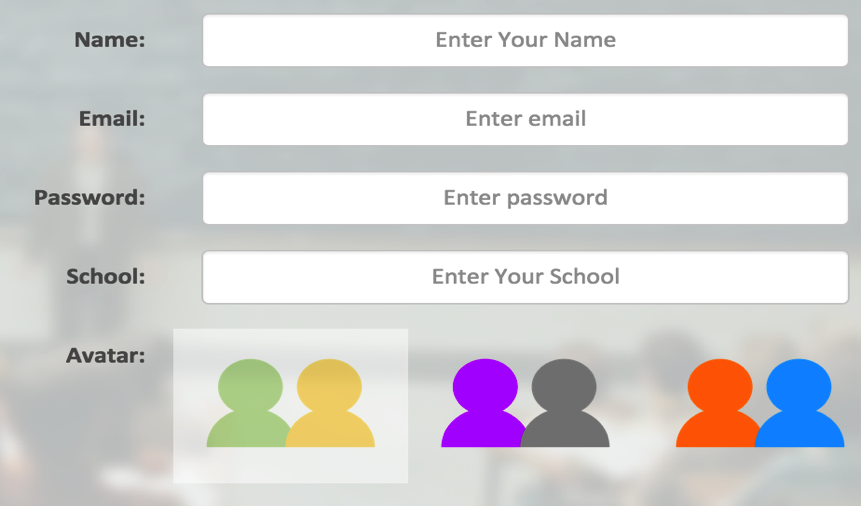 Name: Enter Your Name
Email: Enter email
Password: Enter password
School: Enter Your School
Avatar: